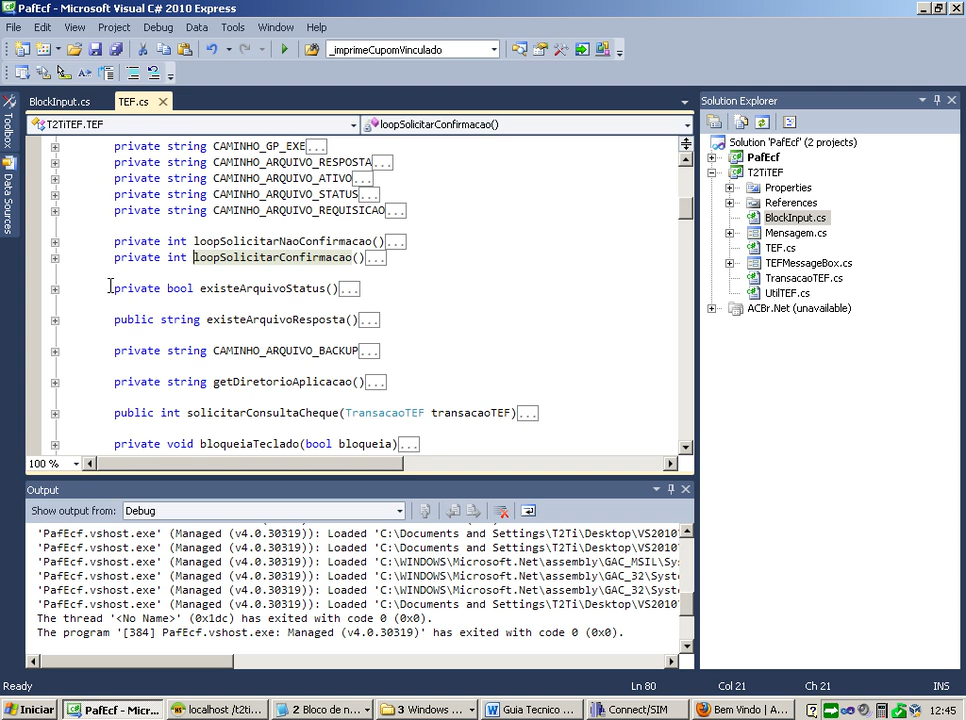 PafEcf - Microsoft Visual C# 2010 Express
File Edit View Project Debug Data Tools Window Help
_imprimeCupomVinculado
BlockInput.cs TEF.cs
T2TiTEF.TEF loopSolicitarConfirmacao()
Toolbox
Data Sources
private string CAMINHO_GP_EXE...
private string CAMINHO_ARQUIVO_RESPOSTA...
private string CAMINHO_ARQUIVO_ATIVO...
private string CAMINHO_ARQUIVO_STATUS...
private string CAMINHO_ARQUIVO_REQUISICAO...
private int loopSolicitarNaoConfirmacao()...
private int loopSolicitarConfirmacao()...
private bool existeArquivoStatus()...
public string existeArquivoResposta()...
private string CAMINHO_ARQUIVO_BACKUP...
private string getDiretorioAplicacao()...
public int solicitarConsultaCheque(TransacaoTEF transacaoTEF)...
private void bloqueiaTeclado(bool bloqueia)...
100 %
Solution Explorer
Solution 'PafEcf' (2 projects)
PafEcf
T2TiTEF
Properties
References
BlockInput.cs
Mensagem.cs
TEF.cs
TEFMessageBox.cs
TransacaoTEF.cs
UtilTEF.cs
ACBr.Net (unavailable)
Output
Show output from: Debug
'PafEcf.vshost.exe' (Managed (v4.0.30319)): Loaded 'C:\Documents and Settings\T2Ti\Desktop\VS2010'
'PafEcf.vshost.exe' (Managed (v4.0.30319)): Loaded 'C:\Documents and Settings\T2Ti\Desktop\VS2010'
'PafEcf.vshost.exe' (Managed (v4.0.30319)): Loaded 'C:\WINDOWS\Microsoft.Net\assembly\GAC_MSIL\Sys
'PafEcf.vshost.exe' (Managed (v4.0.30319)): Loaded 'C:\WINDOWS\Microsoft.Net\assembly\GAC_32\Syste
'PafEcf.vshost.exe' (Managed (v4.0.30319)): Loaded 'C:\WINDOWS\Microsoft.Net\assembly\GAC_32\Syste
'PafEcf.vshost.exe' (Managed (v4.0.30319)): Loaded 'C:\Documents and Settings\T2Ti\Desktop\VS2010'
The thread '<No Name>' (0x1dc) has exited with code 0 (0x0).
The program '[384] PafEcf.vshost.exe: Managed (v4.0.30319)' has exited with code 0 (0x0).
Ready Ln 80 Col 21 Ch 21 INS
Iniciar PafEcf - Micr... localhost /t2ti... 2 Bloco de n... 3 Windows ... Guia Tecnico ... Connect/SIM Bem Vindo | A... 12:45